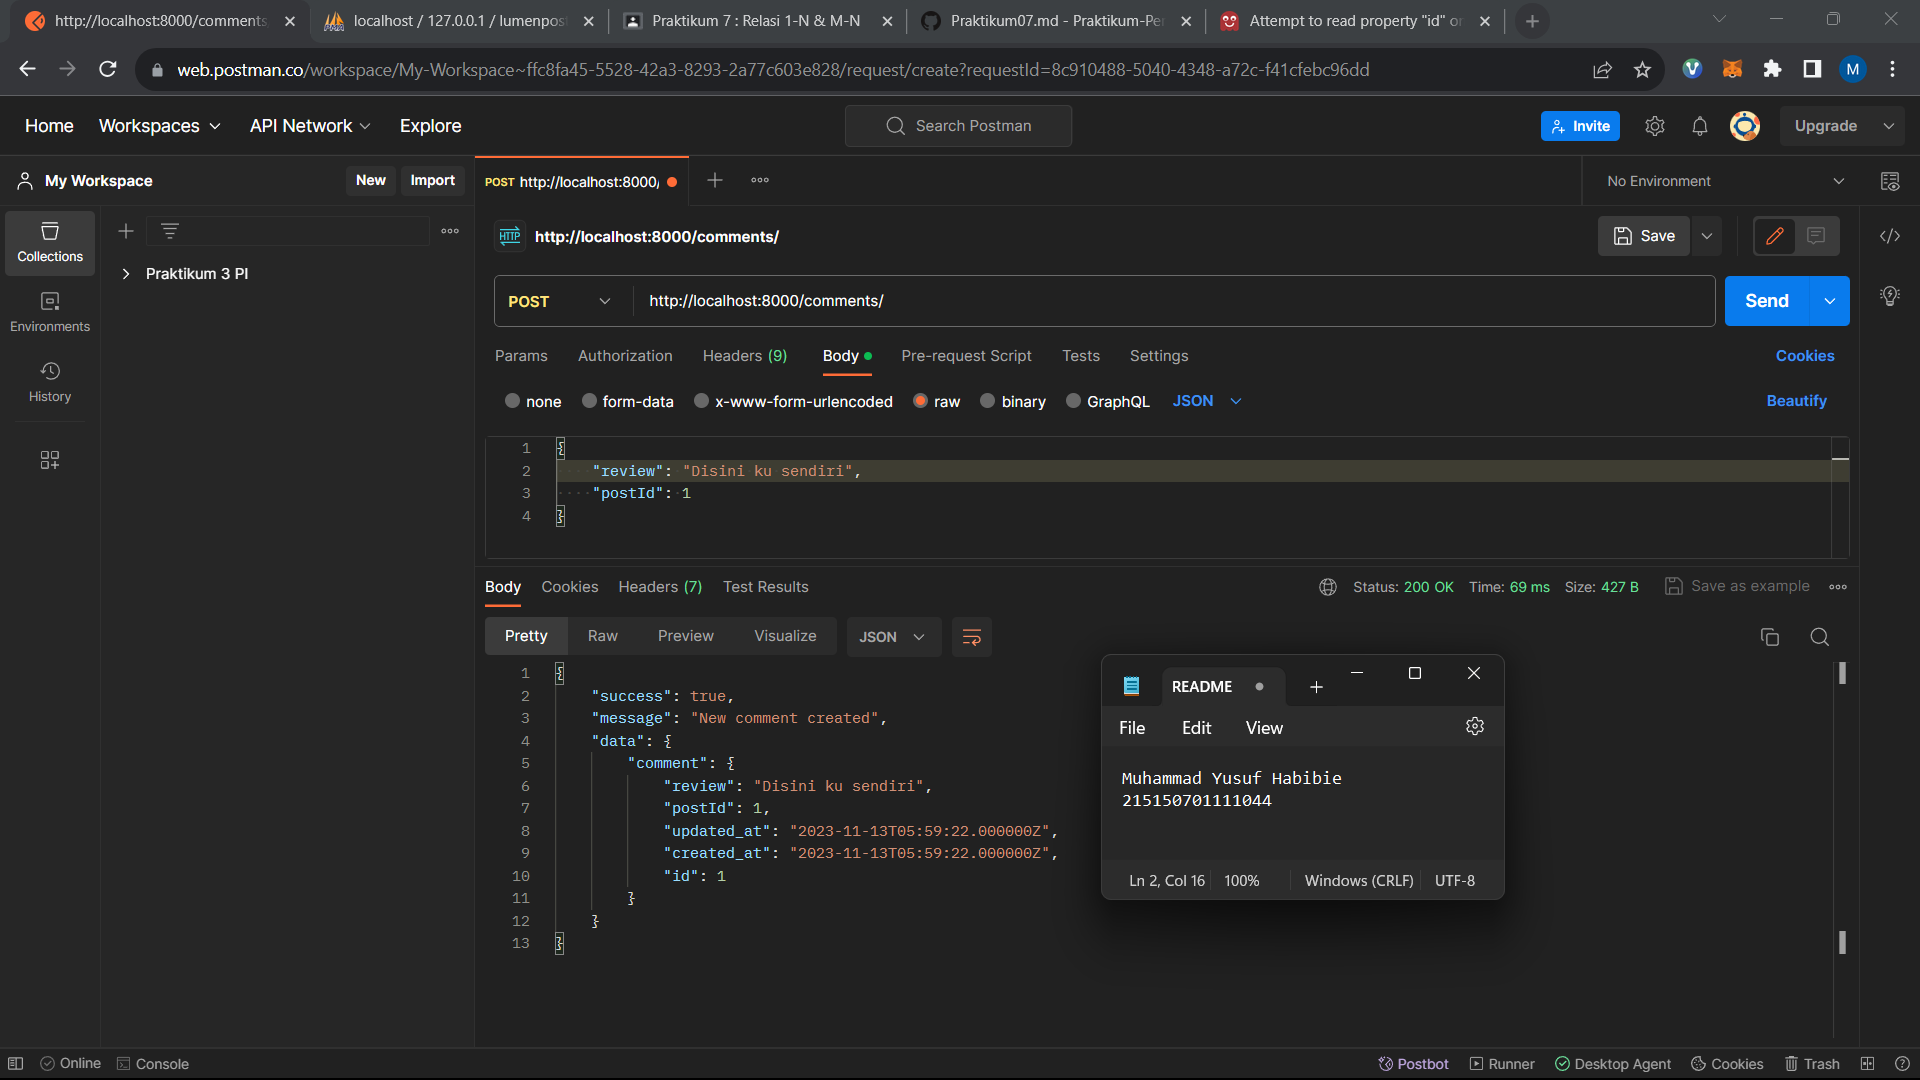 http://localhost:8000/comments
localhost / 127.0.0.1 / lumenpost
Praktikum 7 : Relasi 1-N & M-N
Praktikum07.md - Praktikum-Pe
Attempt to read property "id" or
web.postman.co/workspace/My-Workspace~ffc8fa45-5528-42a3-8293-2a77c603e828/request/create?requestId=8c910488-5040-4348-a72c-f41cfebc96dd
M
Home Workspaces API Network Explore
Search Postman
Invite
Upgrade
My Workspace
New Import
POST http://localhost:8000/
No Environment
Collections
Environments
History
Praktikum 3 PI
HTTP http://localhost:8000/comments/
Save
POST http://localhost:8000/comments/
Send
Params Authorization Headers (9) Body Pre-request Script Tests Settings
Cookies
none form-data x-www-form-urlencoded raw binary GraphQL JSON
Beautify
1 {
2 "review": "Disini ku sendiri",
3 "postId": 1
4 }
Body Cookies Headers (7) Test Results
Status: 200 OK Time: 69 ms Size: 427 B Save as example
Pretty Raw Preview Visualize JSON
1 {
2 "success": true,
3 "message": "New comment created",
4 "data": {
5 "comment": {
6 "review": "Disini ku sendiri",
7 "postId": 1,
8 "updated_at": "2023-11-13T05:59:22.000000Z",
9 "created_at": "2023-11-13T05:59:22.000000Z",
10 "id": 1
11 }
12 }
13 }
README
File Edit View
Muhammad Yusuf Habibie
215150701111044
Ln 2, Col 16 100% Windows (CRLF) UTF-8
Online Console
Postbot Runner Desktop Agent Cookies Trash